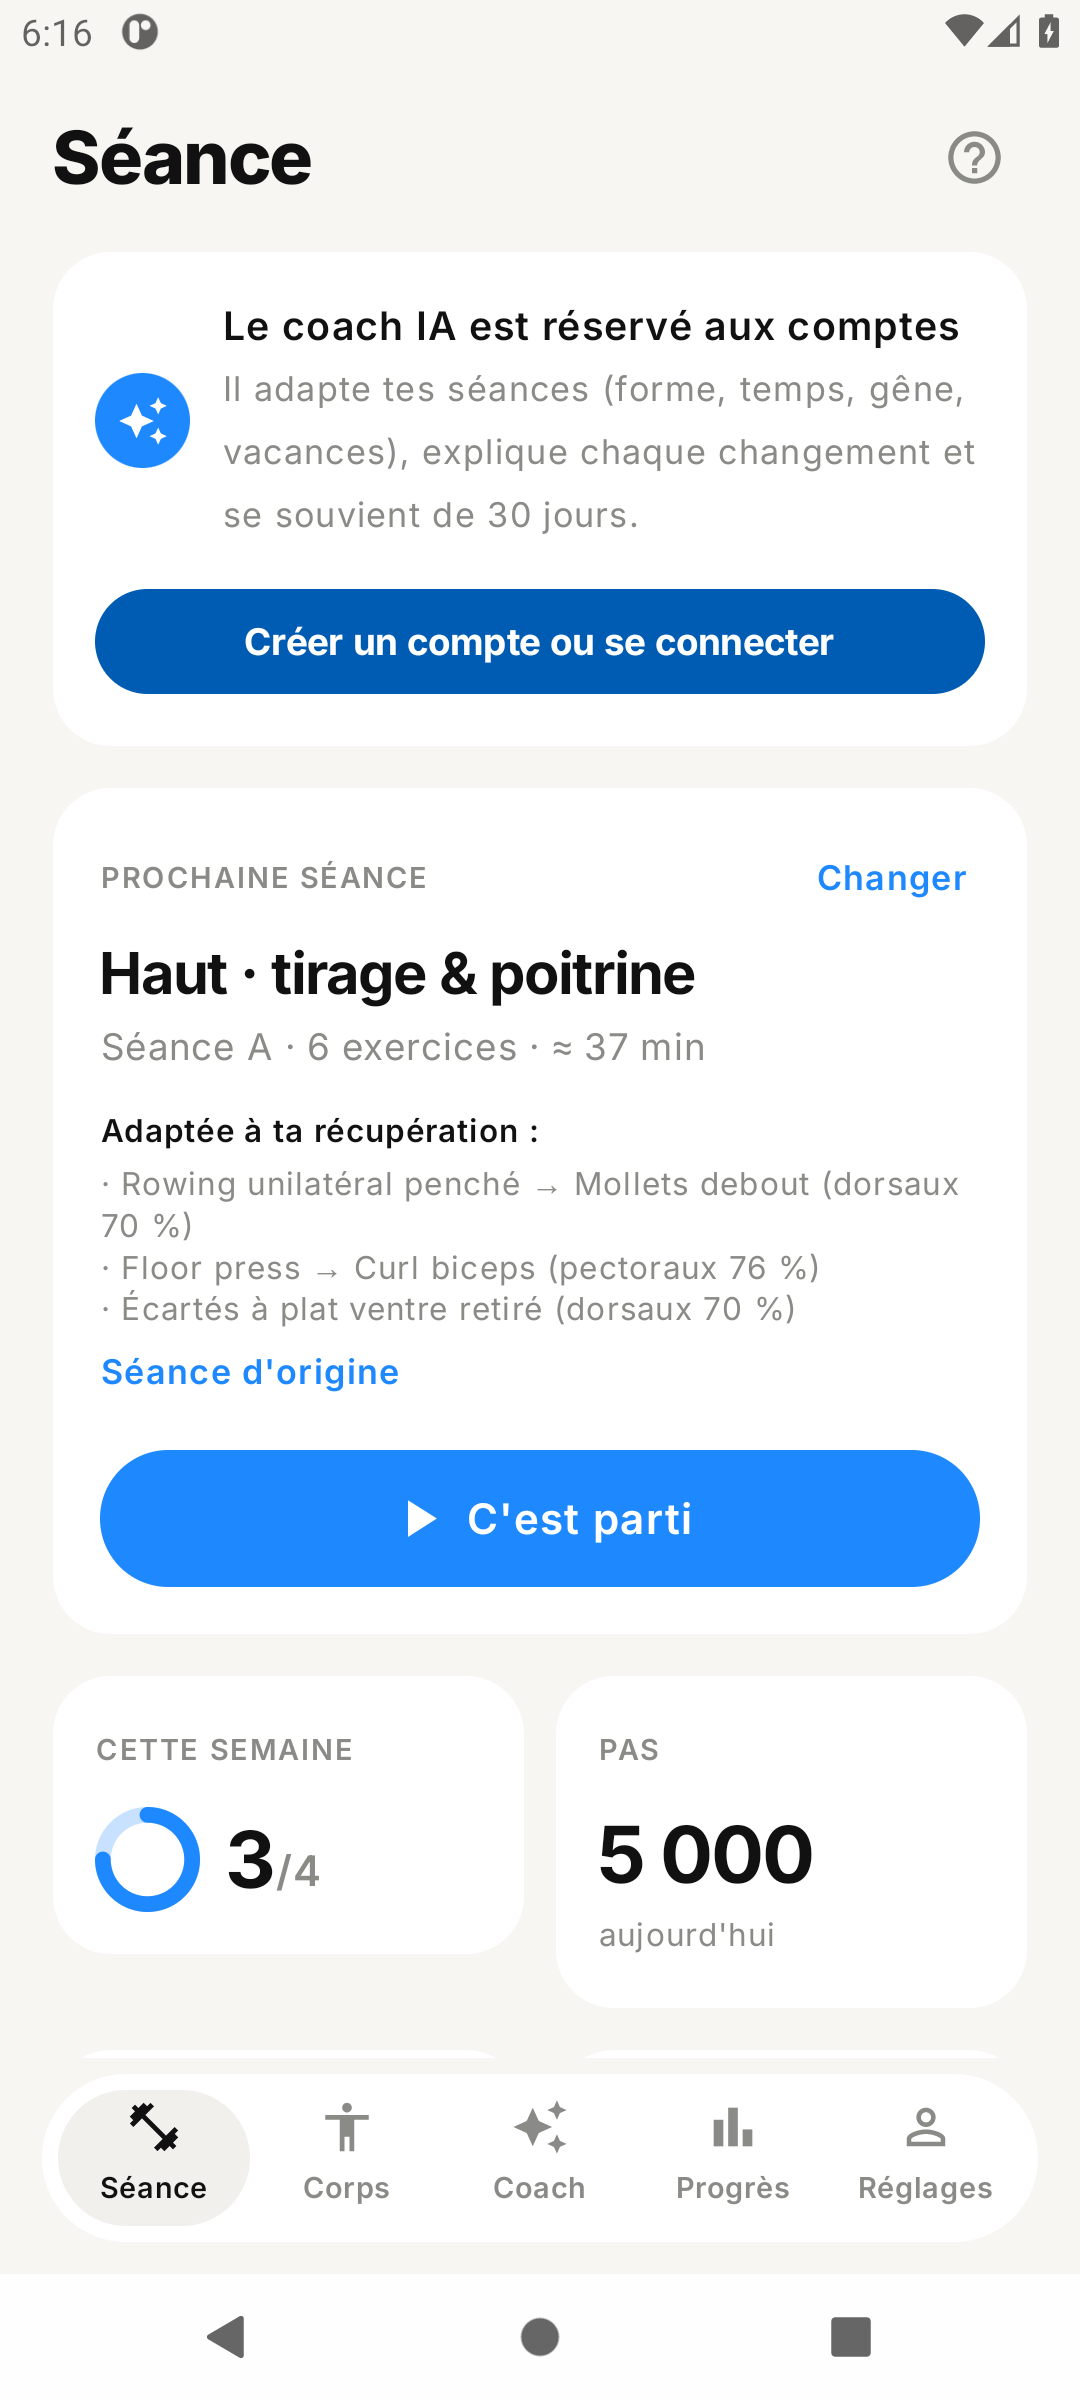 6:16
Séance
Le coach IA est réservé aux comptes
Il adapte tes séances (forme, temps, gêne,
vacances), explique chaque changement et
se souvient de 30 jours.
Créer un compte ou se connecter
PROCHAINE SÉANCE
Changer
Haut · tirage & poitrine
Séance A · 6 exercices · ≈ 37 min
Adaptée à ta récupération :
· Rowing unilatéral penché → Mollets debout (dorsaux
70 %)
· Floor press → Curl biceps (pectoraux 76 %)
· Écartés à plat ventre retiré (dorsaux 70 %)
Séance d'origine
C'est parti
CETTE SEMAINE
3/4
PAS
5 000
aujourd'hui
Séance
Corps
Coach
Progrès
Réglages